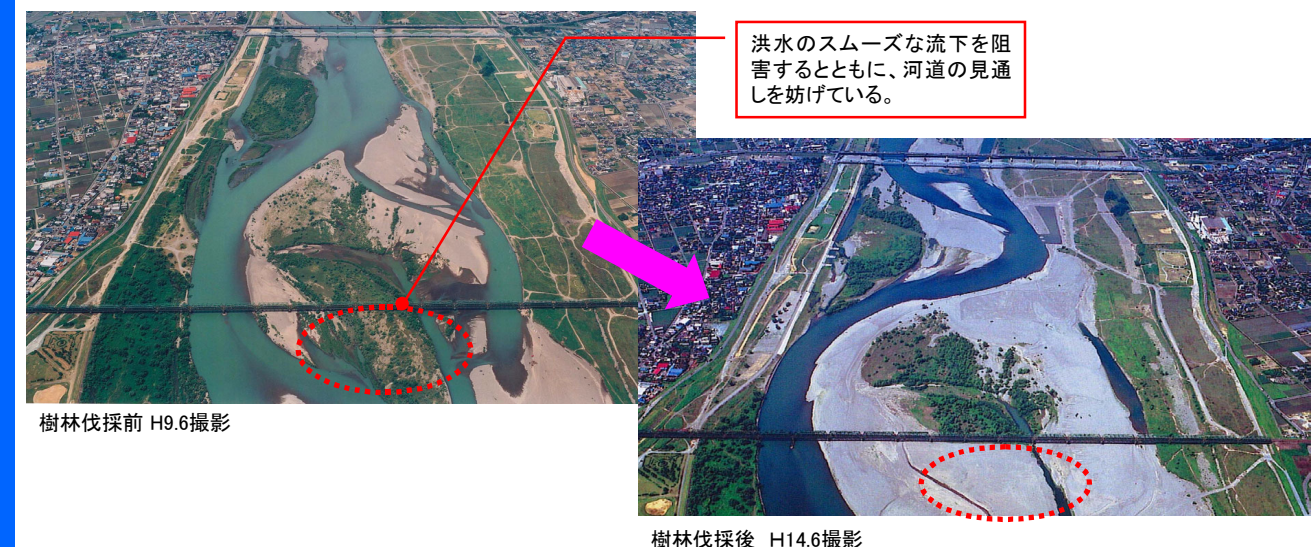 洪水のスムーズな流下を阻
害するとともに、河道の見通
しを妨げている。
樹林伐採前 H9.6撮影
樹林伐採後 H14.6撮影